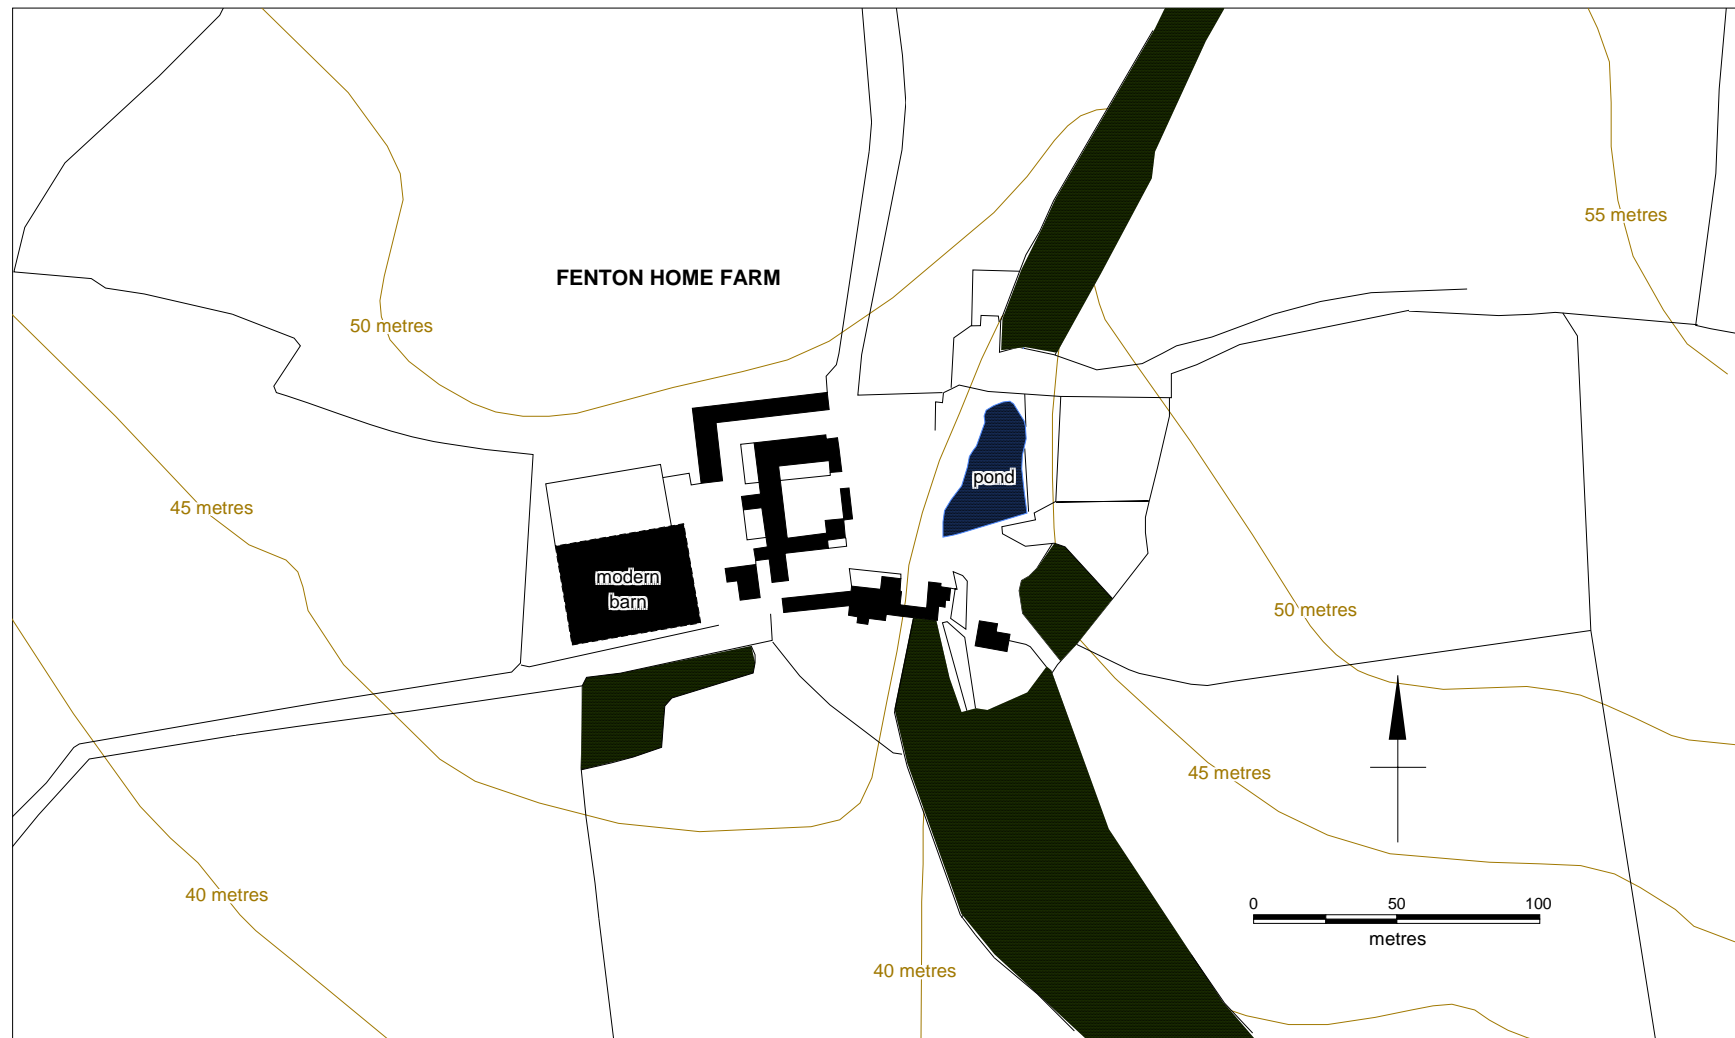 55 metres
FENTON HOME FARM
50 metres
pond
45 metres
modern
barn
50 metres
45 metres
40 metres
0 50 100
metres
40 metres